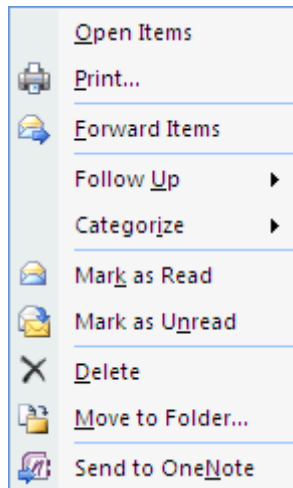 Open Items
Print...
Forward Items
Follow Up
Categorize
Mark as Read
Mark as Unread
Delete
Move to Folder...
Send to OneNote